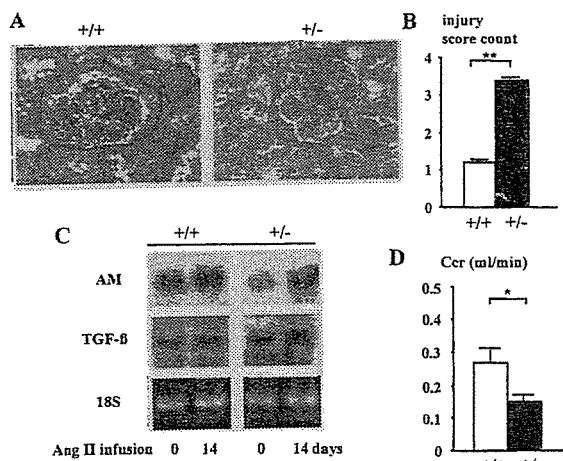 A
+/+
+/-
B
injury
score count
**
4
3
2
1
0
+/+ +/-
C
+/+
+/-
AM
TGF-ß
18S
Ang II infusion 0 14 0 14 days
D
Ccr (ml/min)
*
0.5
0.4
0.3
0.2
0.1
0